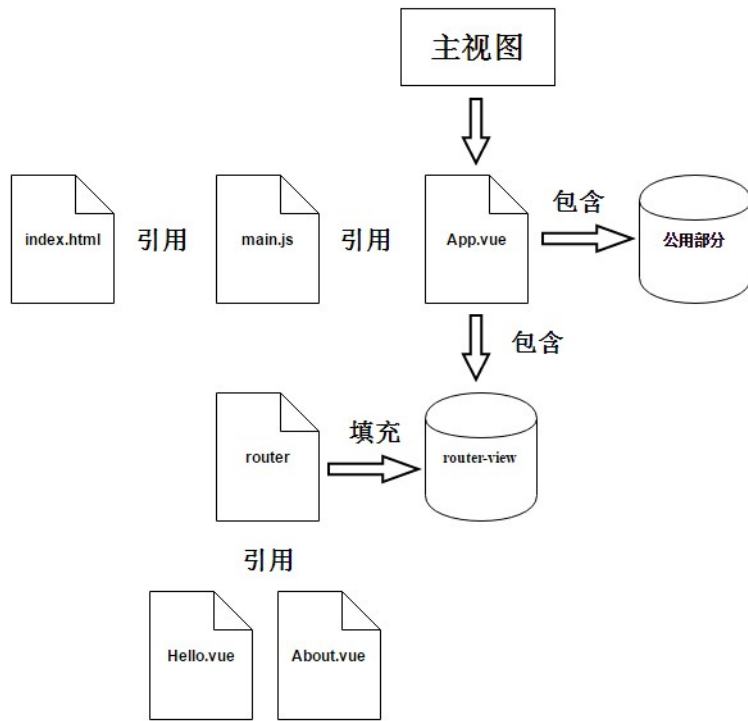 主视图
包含
index.html
引用
main.js
引用
App.vue
公用部分
包含
填充
router
router-view
引用
Hello.vue
About.vue